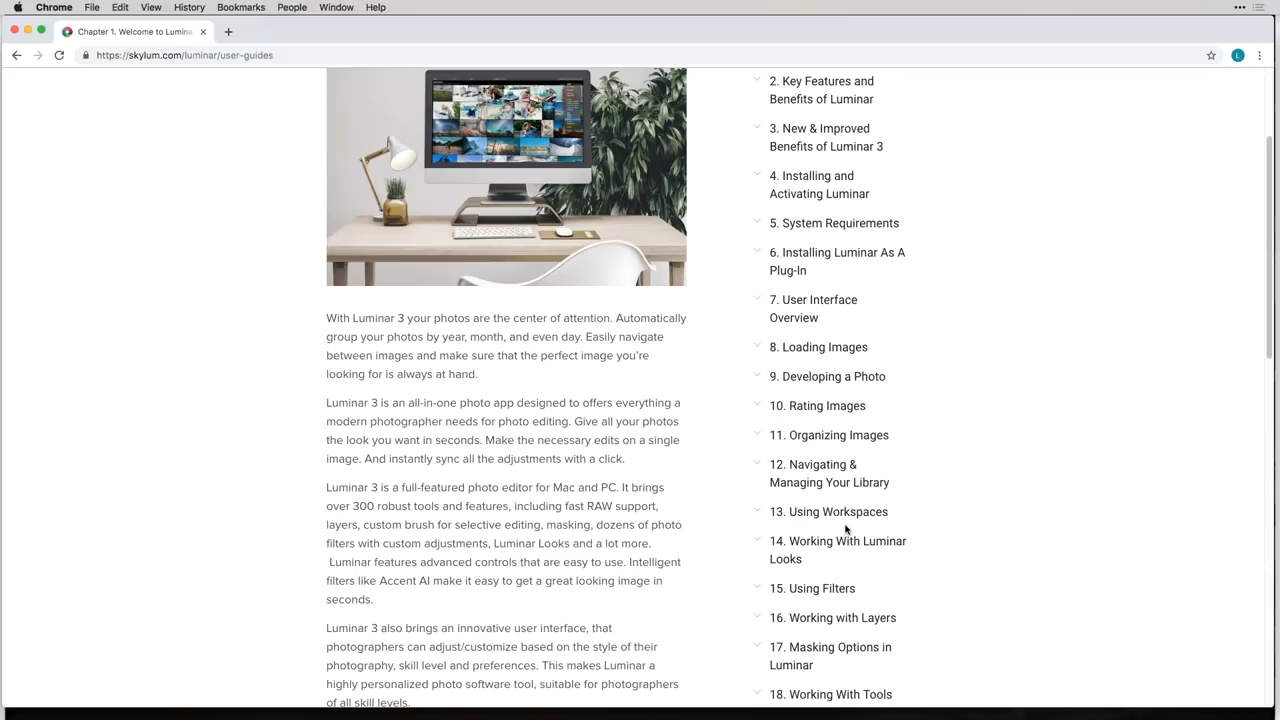 Chrome File Edit View History Bookmarks People Window Help
Chapter 1. Welcome to Lumina
https://skylum.com/luminar/user-guides
L
With Luminar 3 your photos are the center of attention. Automatically
group your photos by year, month, and even day. Easily navigate
between images and make sure that the perfect image you're
looking for is always at hand.
Luminar 3 is an all-in-one photo app designed to offers everything a
modern photographer needs for photo editing. Give all your photos
the look you want in seconds. Make the necessary edits on a single
image. And instantly sync all the adjustments with a click.
Luminar 3 is a full-featured photo editor for Mac and PC. It brings
over 300 robust tools and features, including fast RAW support,
layers, custom brush for selective editing, masking, dozens of photo
filters with custom adjustments, Luminar Looks and a lot more.
Luminar features advanced controls that are easy to use. Intelligent
filters like Accent AI make it easy to get a great looking image in
seconds.
Luminar 3 also brings an innovative user interface, that
photographers can adjust/customize based on the style of their
photography, skill level and preferences. This makes Luminar a
highly personalized photo software tool, suitable for photographers
of all skill levels.
2. Key Features and
Benefits of Luminar
3. New & Improved
Benefits of Luminar 3
4. Installing and
Activating Luminar
5. System Requirements
6. Installing Luminar As A
Plug-In
7. User Interface
Overview
8. Loading Images
9. Developing a Photo
10. Rating Images
11. Organizing Images
12. Navigating &
Managing Your Library
13. Using Workspaces
14. Working With Luminar
Looks
15. Using Filters
16. Working with Layers
17. Masking Options in
Luminar
18. Working With Tools